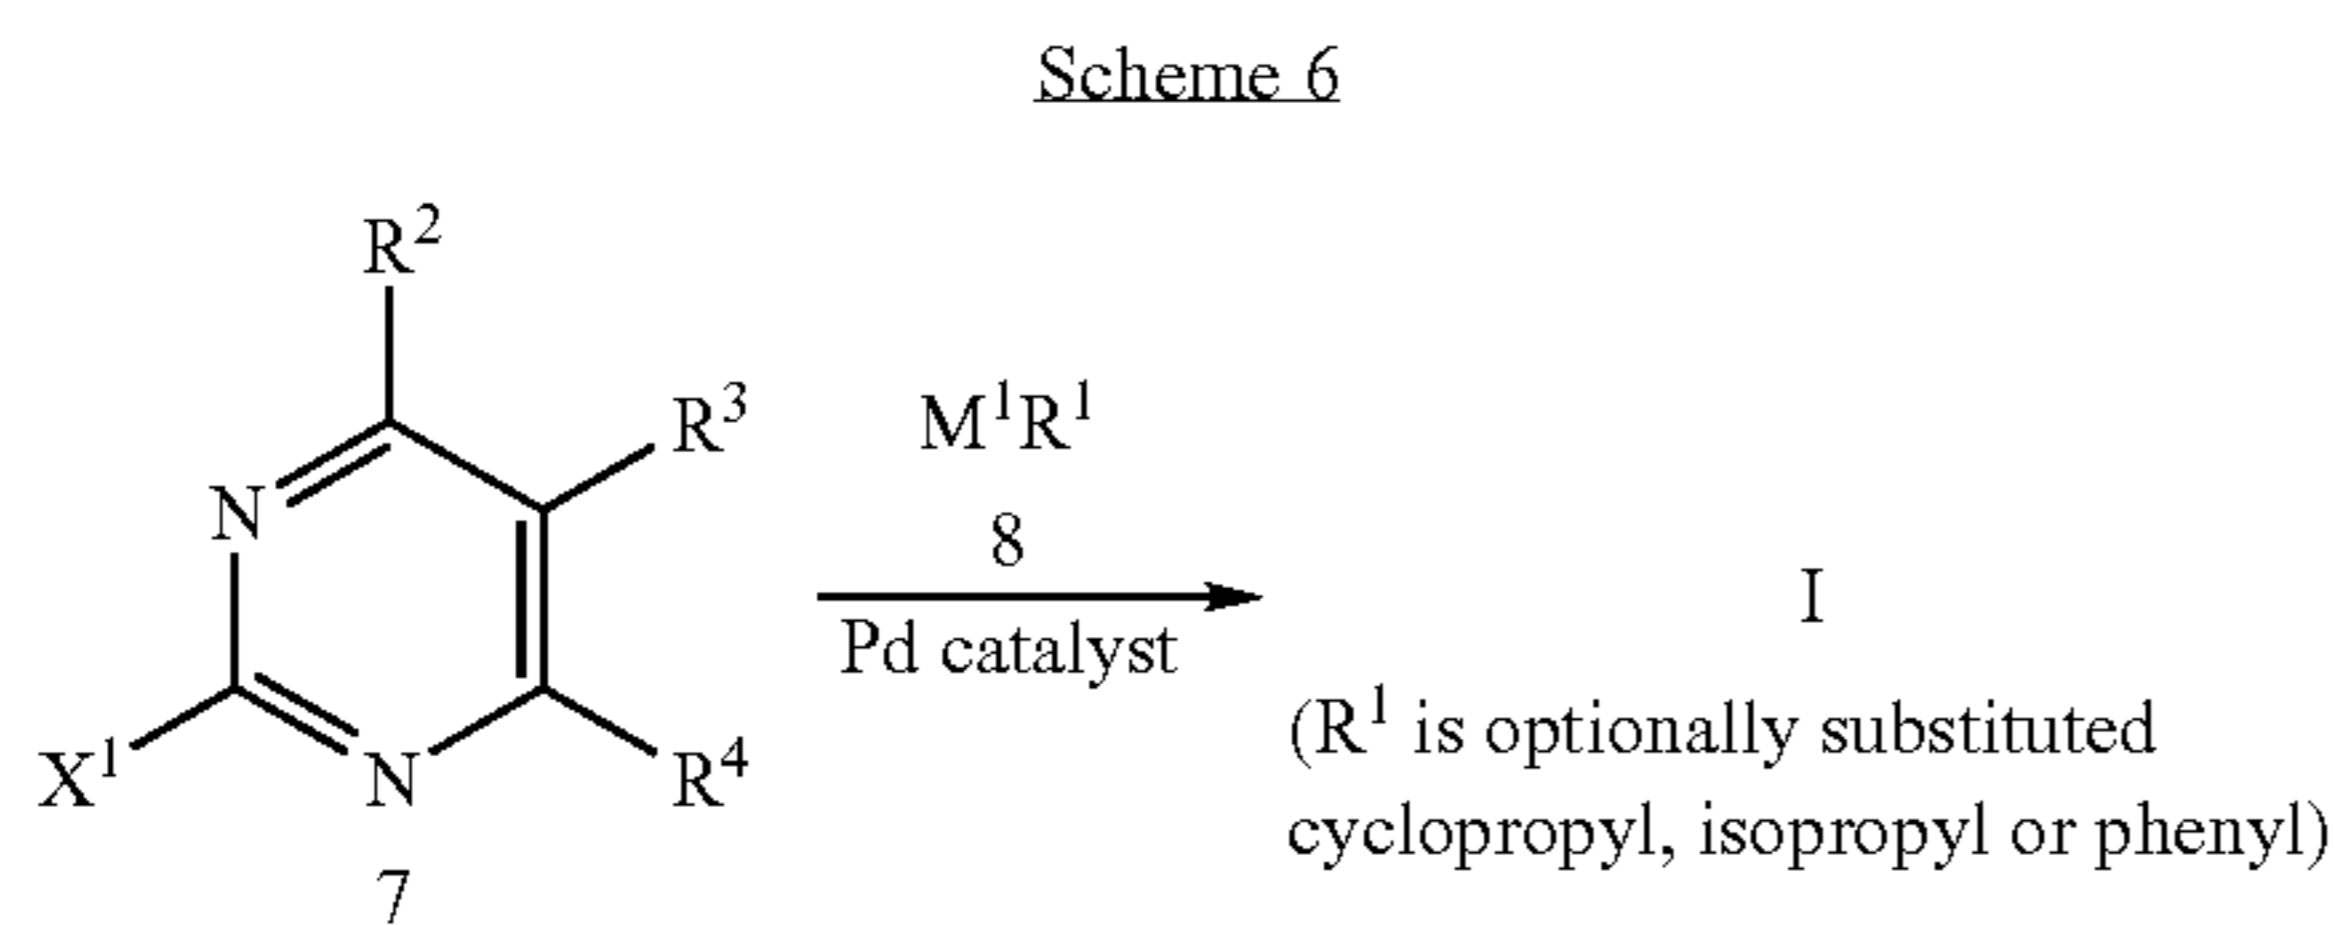 Scheme 6
R²
R³
N
X¹
N
R⁴
7
M¹R¹
8
Pd catalyst
I
(R¹ is optionally substituted
cyclopropyl, isopropyl or phenyl)